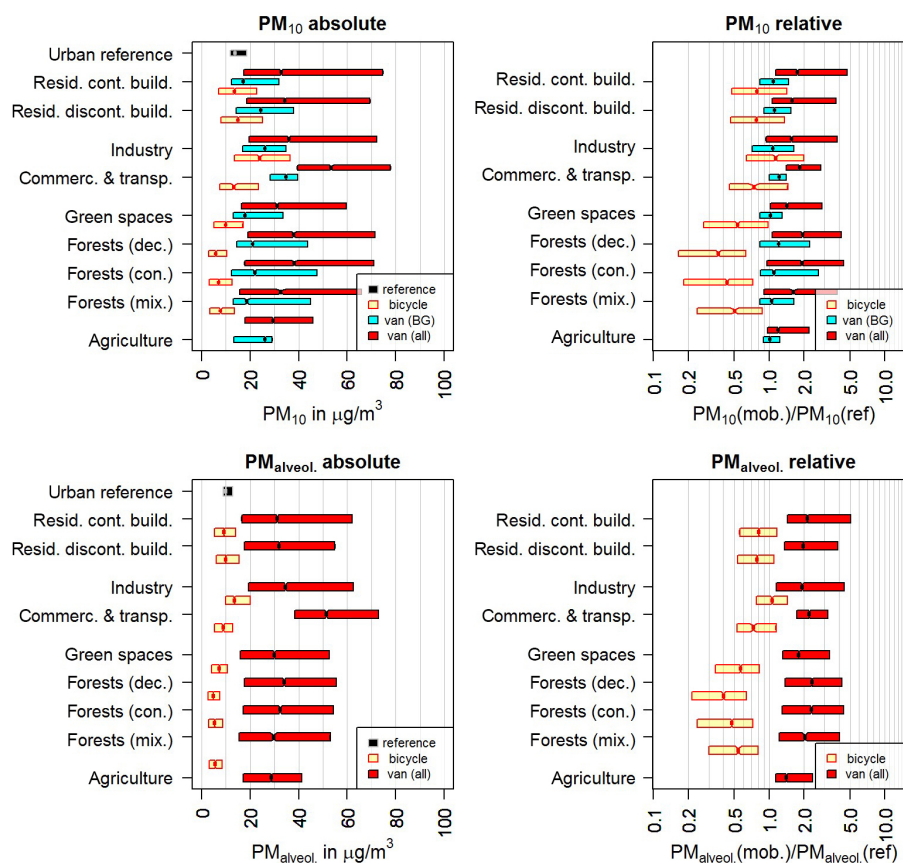 PM10 absolute
Urban reference
Resid. cont. build.
Resid. discont. build.
Industry
Commerc. & transp.
Green spaces
Forests (dec.)
Forests (con.)
Forests (mix.)
Agriculture
reference
bicycle
van (BG)
van (all)
0 20 40 60 80 100
PM10 in µg/m3
PM10 relative
Resid. cont. build.
Resid. discont. build.
Industry
Commerc. & transp.
Green spaces
Forests (dec.)
Forests (con.)
Forests (mix.)
Agriculture
bicycle
van (BG)
van (all)
0.1 0.2 0.5 1.0 2.0 5.0 10.0
PM10(mob.)/PM10(ref)
PMalveol. absolute
Urban reference
Resid. cont. build.
Resid. discont. build.
Industry
Commerc. & transp.
Green spaces
Forests (dec.)
Forests (con.)
Forests (mix.)
Agriculture
reference
bicycle
van (all)
0 20 40 60 80 100
PMalveol. in µg/m3
PMalveol. relative
Resid. cont. build.
Resid. discont. build.
Industry
Commerc. & transp.
Green spaces
Forests (dec.)
Forests (con.)
Forests (mix.)
Agriculture
bicycle
van (all)
0.1 0.2 0.5 1.0 2.0 5.0 10.0
PMalveol.(mob.)/PMalveol.(ref)